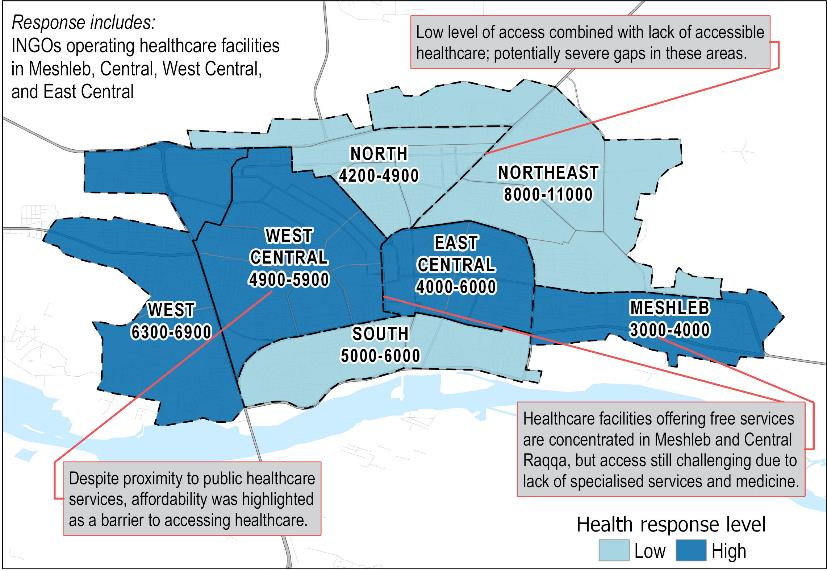 Response includes:
INGOs operating healthcare facilities
in Meshleb, Central, West Central,
and East Central
Low level of access combined with lack of accessible
healthcare; potentially severe gaps in these areas.
NORTH
4200-4900
NORTHEAST
8000-11000
WEST
CENTRAL
4900-5900
EAST
CENTRAL
4000-6000
WEST
6300-6900
MESHLEB
3000-4000
SOUTH
5000-6000
Healthcare facilities offering free services
are concentrated in Meshleb and Central
Raqqa, but access still challenging due to
lack of specialised services and medicine.
Despite proximity to public healthcare
services, affordability was highlighted
as a barrier to accessing healthcare.
Health response level
Low
High